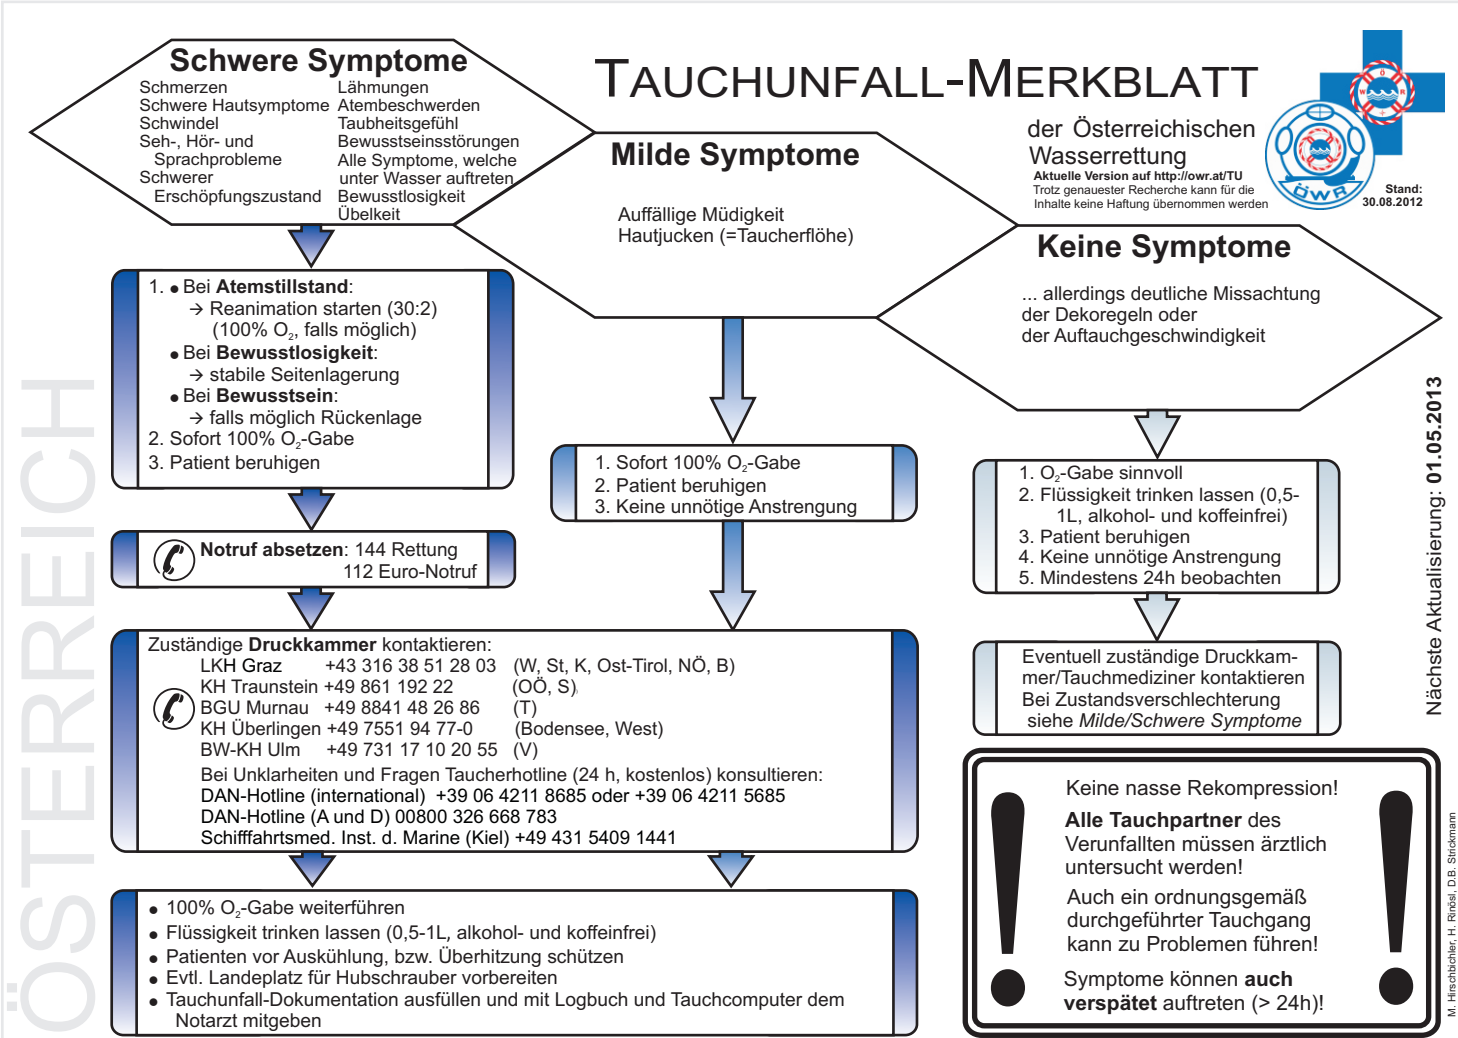 TAUCHUNFALL-MERKBLATT
der Österreichischen
Wasserrettung
Aktuelle Version auf http://owr.at/TU
Trotz genauester Recherche kann für die
Inhalte keine Haftung übernommen werden
W Ö R
ÖWR
Stand:
30.08.2012
Schwere Symptome
Schmerzen
Schwere Hautsymptome
Schwindel
Seh-, Hör- und
Sprachprobleme
Schwerer
Erschöpfungszustand
Lähmungen
Atembeschwerden
Taubheitsgefühl
Bewusstseinsstörungen
Alle Symptome, welche
unter Wasser auftreten
Bewusstlosigkeit
Übelkeit
Milde Symptome
Auffällige Müdigkeit
Hautjucken (=Taucherflöhe)
Keine Symptome
... allerdings deutliche Missachtung
der Dekoregeln oder
der Auftauchgeschwindigkeit
1. • Bei Atemstillstand:
→ Reanimation starten (30:2)
(100% O₂, falls möglich)
• Bei Bewusstlosigkeit:
→ stabile Seitenlagerung
• Bei Bewusstsein:
→ falls möglich Rückenlage
2. Sofort 100% O₂-Gabe
3. Patient beruhigen
Notruf absetzen: 144 Rettung
112 Euro-Notruf
1. Sofort 100% O₂-Gabe
2. Patient beruhigen
3. Keine unnötige Anstrengung
1. O₂-Gabe sinnvoll
2. Flüssigkeit trinken lassen (0,5-
1L, alkohol- und koffeinfrei)
3. Patient beruhigen
4. Keine unnötige Anstrengung
5. Mindestens 24h beobachten
Zuständige Druckkammer kontaktieren:
LKH Graz +43 316 38 51 28 03 (W, St, K, Ost-Tirol, NÖ, B)
KH Traunstein +49 861 192 22 (OÖ, S)
BGU Murnau +49 8841 48 26 86 (T)
KH Überlingen +49 7551 94 77-0 (Bodensee, West)
BW-KH Ulm +49 731 17 10 20 55 (V)
Bei Unklarheiten und Fragen Taucherhotline (24 h, kostenlos) konsultieren:
DAN-Hotline (international) +39 06 4211 8685 oder +39 06 4211 5685
DAN-Hotline (A und D) 00800 326 668 783
Schifffahrtsmed. Inst. d. Marine (Kiel) +49 431 5409 1441
Eventuell zuständige Druckkam-
mer/Tauchmediziner kontaktieren
Bei Zustandsverschlechterung
siehe Milde/Schwere Symptome
• 100% O₂-Gabe weiterführen
• Flüssigkeit trinken lassen (0,5-1L, alkohol- und koffeinfrei)
• Patienten vor Auskühlung, bzw. Überhitzung schützen
• Evtl. Landeplatz für Hubschrauber vorbereiten
• Tauchunfall-Dokumentation ausfüllen und mit Logbuch und Tauchcomputer dem
Notarzt mitgeben
! !
Keine nasse Rekompression!
Alle Tauchpartner des
Verunfallten müssen ärztlich
untersucht werden!
Auch ein ordnungsgemäß
durchgeführter Tauchgang
kann zu Problemen führen!
Symptome können auch
verspätet auftreten (> 24h)!
ÖSTERREICH
Nächste Aktualisierung: 01.05.2013
M. Hirschbichler, H. Rinösl, D.B. Strickmann